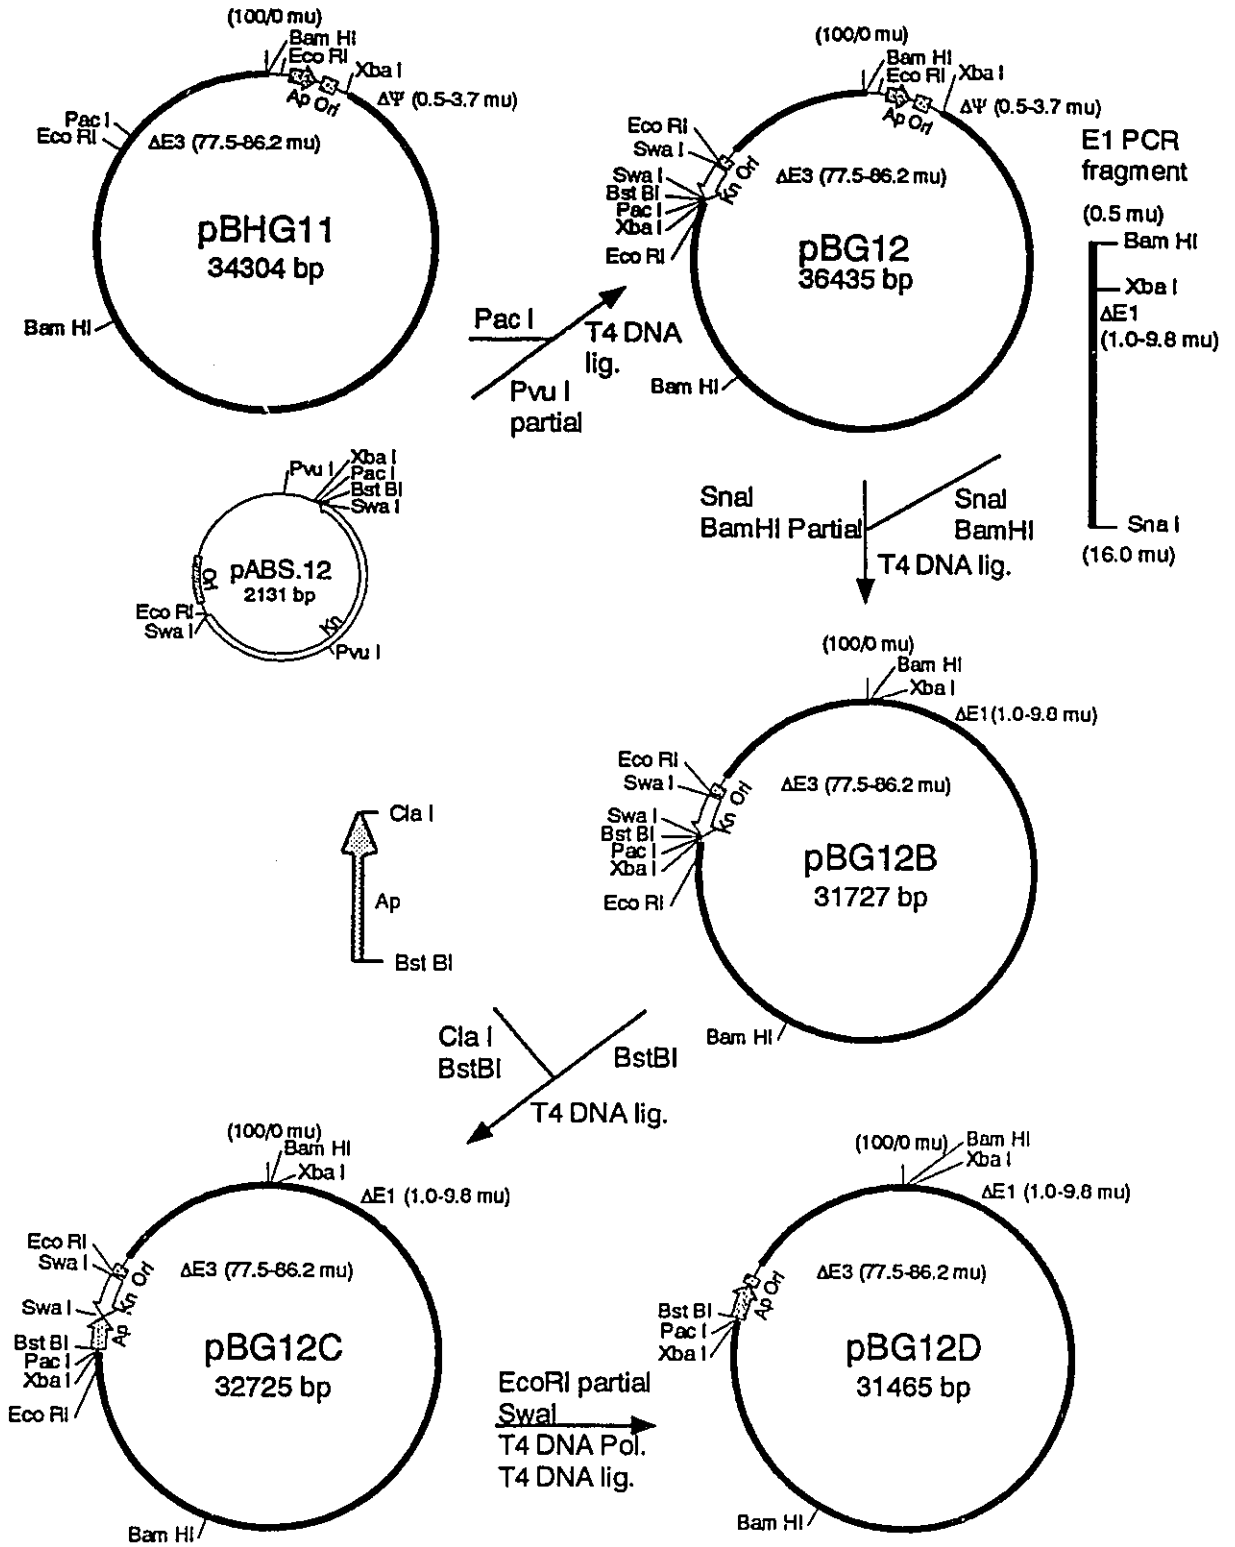 (100/0 mu)
Bam HI
Eco RI
Xba I
Ap Ori
ΔΨ (0.5-3.7 mu)
Pac I
Eco RI
ΔE3 (77.5-86.2 mu)
pBHG11
34304 bp
Bam HI
Pac I
T4 DNA
lig.
Pvu I
partial
(100/0 mu)
Bam HI
Eco RI
Xba I
Ap Ori
ΔΨ (0.5-3.7 mu)
Eco RI
Swa I
Kn Ori
ΔE3 (77.5-86.2 mu)
Swa I
Bst BI
Pac I
Xba I
Eco RI
pBG12
36435 bp
Bam HI
E1 PCR
fragment
(0.5 mu)
Bam HI
Xba I
ΔE1
(1.0-9.8 mu)
Sna I
(16.0 mu)
Pvu I
Xba I
Pac I
Bst BI
Swa I
pABS.12
2131 bp
Ori
Eco RI
Swa I
Kn
Pvu I
SnaI
BamHI Partial
SnaI
BamHI
T4 DNA lig.
(100/0 mu)
Bam HI
Xba I
ΔE1(1.0-9.8 mu)
Eco RI
Swa I
Kn Ori
ΔE3 (77.5-86.2 mu)
Swa I
Bst BI
Pac I
Xba I
Eco RI
pBG12B
31727 bp
Bam HI
Cla I
Ap
Bst BI
Cla I
BstBI
BstBI
T4 DNA lig.
(100/0 mu)
Bam HI
Xba I
ΔE1 (1.0-9.8 mu)
Eco RI
Swa I
Kn Ori
ΔE3 (77.5-86.2 mu)
Swa I
Ap
Bst BI
Pac I
Xba I
Eco RI
pBG12C
32725 bp
Bam HI
EcoRI partial
SwaI
T4 DNA Pol.
T4 DNA lig.
(100/0 mu)
Bam HI
Xba I
ΔE1 (1.0-9.8 mu)
ΔE3 (77.5-86.2 mu)
Ap Ori
Bst BI
Pac I
Xba I
pBG12D
31465 bp
Bam HI